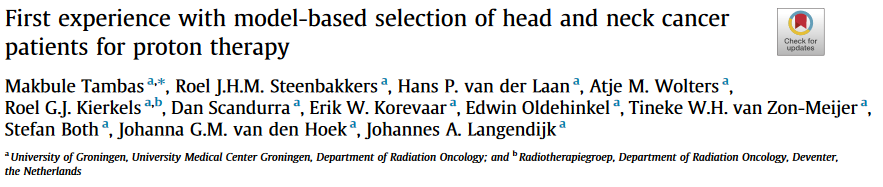 First experience with model-based selection of head and neck cancer
patients for proton therapy
Check for
updates
Makbule Tambas a,*, Roel J.H.M. Steenbakkers a, Hans P. van der Laan a, Atje M. Wolters a,
Roel G.J. Kierkels a,b, Dan Scandurra a, Erik W. Korevaar a, Edwin Oldehinkel a, Tineke W.H. van Zon-Meijer a,
Stefan Both a, Johanna G.M. van den Hoek a, Johannes A. Langendijk a
a University of Groningen, University Medical Center Groningen, Department of Radiation Oncology; and b Radiotherapiegroep, Department of Radiation Oncology, Deventer,
the Netherlands